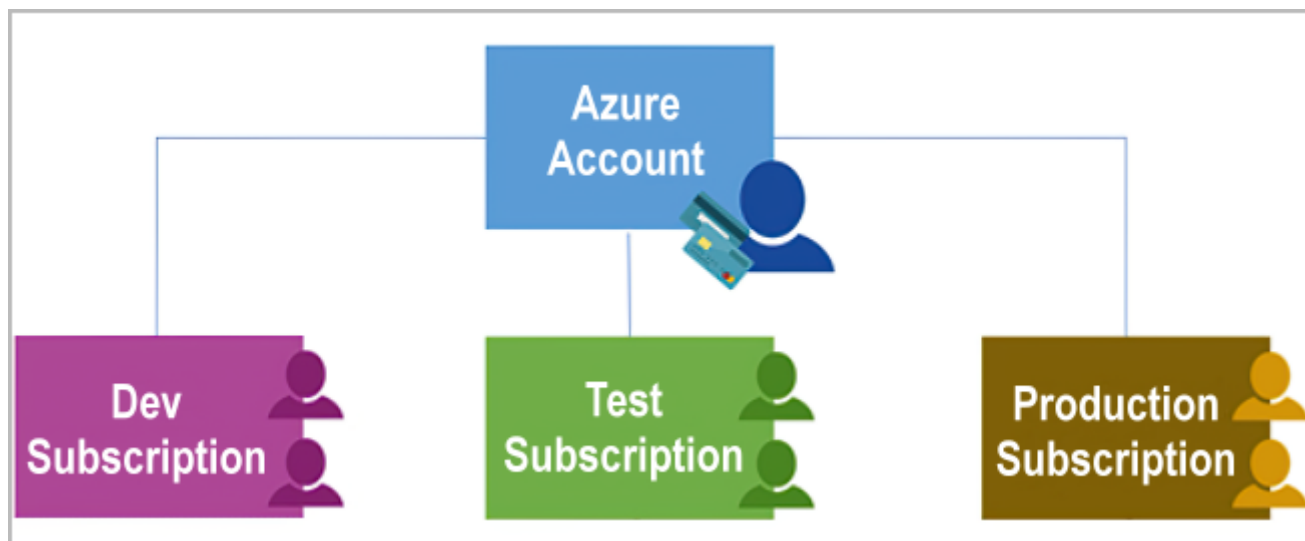 Azure
Account
Dev
Subscription
Test
Subscription
Production
Subscription